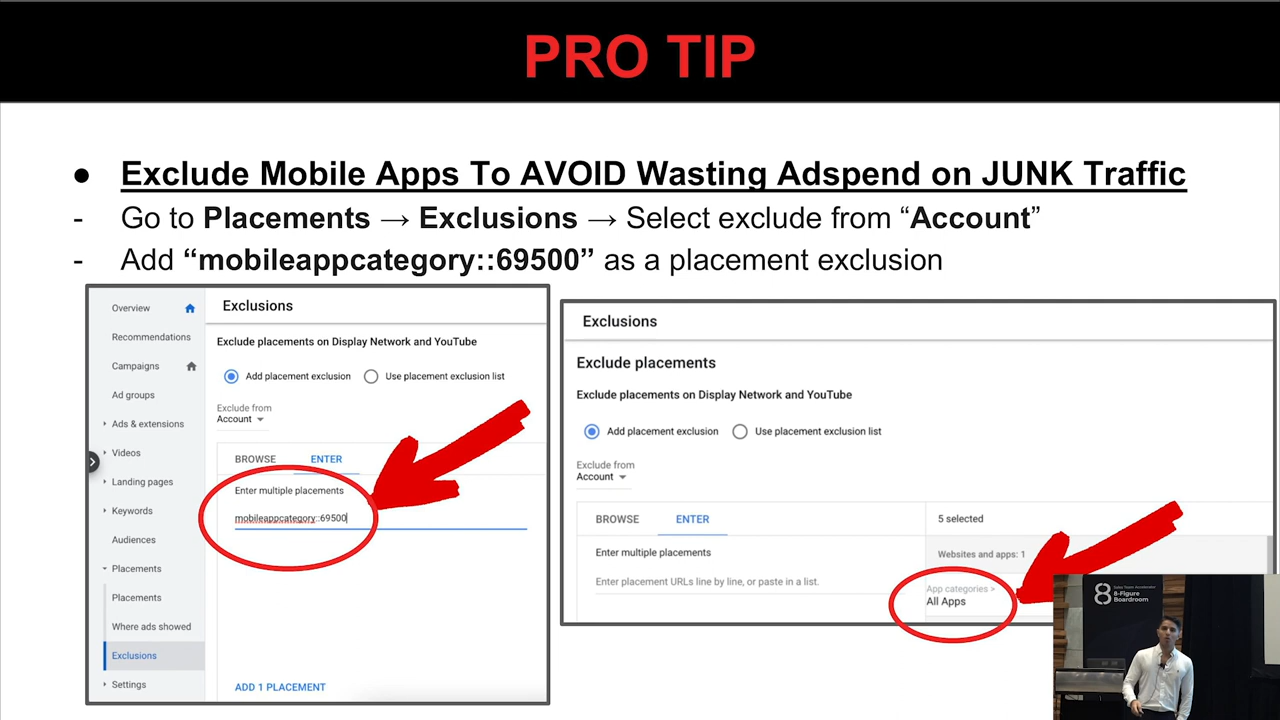 PRO TIP
● Exclude Mobile Apps To AVOID Wasting Adspend on JUNK Traffic
- Go to Placements → Exclusions → Select exclude from “Account”
- Add “mobileappcategory::69500” as a placement exclusion
Overview
Recommendations
Campaigns
Ad groups
Ads & extensions
Videos
Landing pages
Keywords
Audiences
Placements
Placements
Where ads showed
Exclusions
Settings
Exclusions
Exclude placements on Display Network and YouTube
Add placement exclusion Use placement exclusion list
Exclude from
Account
BROWSE ENTER
Enter multiple placements
mobileappcategory::69500
ADD 1 PLACEMENT
Exclusions
Exclude placements
Exclude placements on Display Network and YouTube
Add placement exclusion Use placement exclusion list
Exclude from
Account
BROWSE ENTER 5 selected
Enter multiple placements Websites and apps: 1
Enter placement URLs line by line, or paste in a list. App categories >
All Apps
8 8-Figure
Boardroom